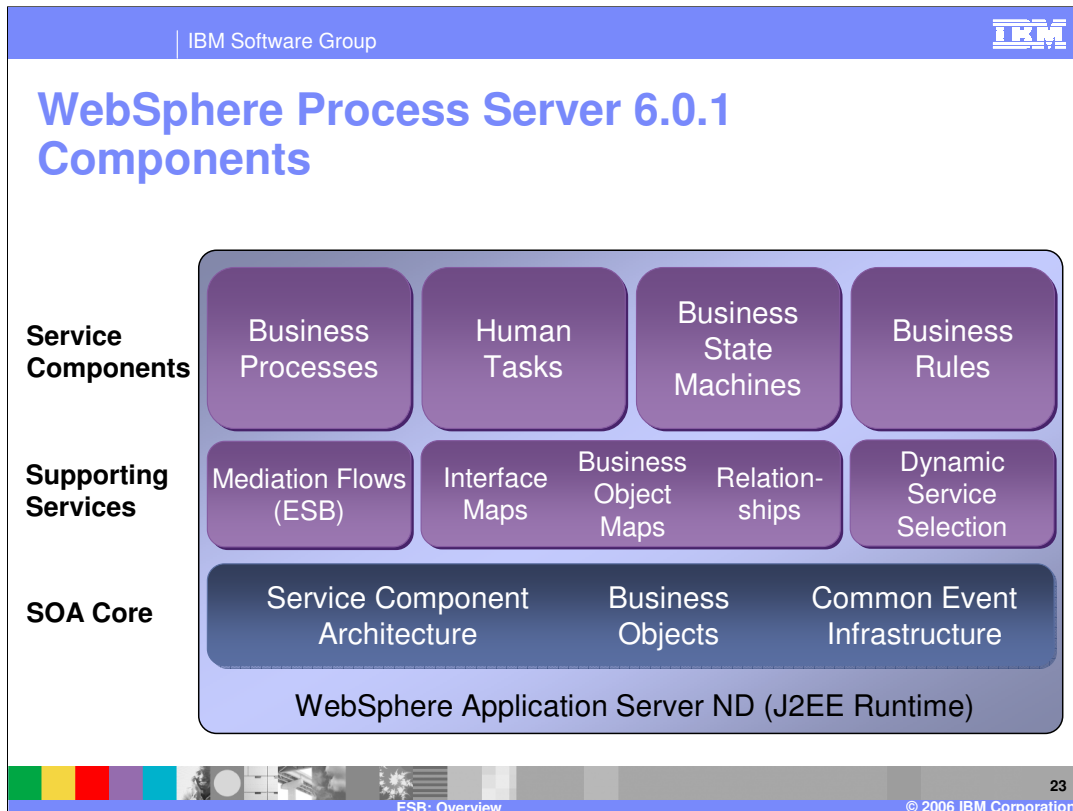 IBM Software Group
IBM
WebSphere Process Server 6.0.1
Components
Service
Components
Business
Processes
Human
Tasks
Business
State
Machines
Business
Rules
Supporting
Services
Mediation Flows
(ESB)
Interface
Maps
Business
Object
Maps
Relation-
ships
Dynamic
Service
Selection
SOA Core
Service Component
Architecture
Business
Objects
Common Event
Infrastructure
WebSphere Application Server ND (J2EE Runtime)
23
ESB: Overview
© 2006 IBM Corporation